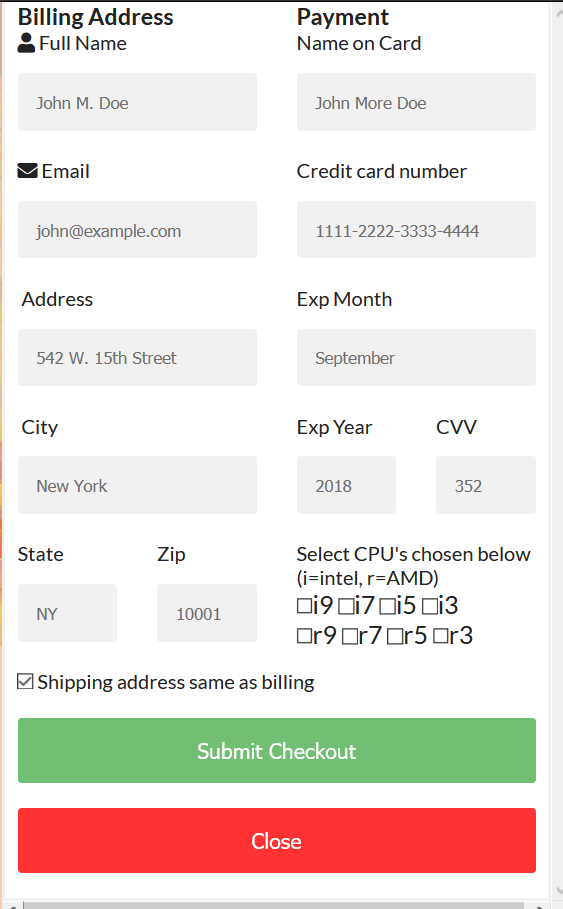 Billing Address
Full Name
John M. Doe
Email
john@example.com
Address
542 W. 15th Street
City
New York
State Zip
NY 10001
Payment
Name on Card
John More Doe
Credit card number
1111-2222-3333-4444
Exp Month
September
Exp Year CVV
2018 352
Select CPU's chosen below
(i=intel, r=AMD)
i9 i7 i5 i3
r9 r7 r5 r3
Shipping address same as billing
Submit Checkout
Close